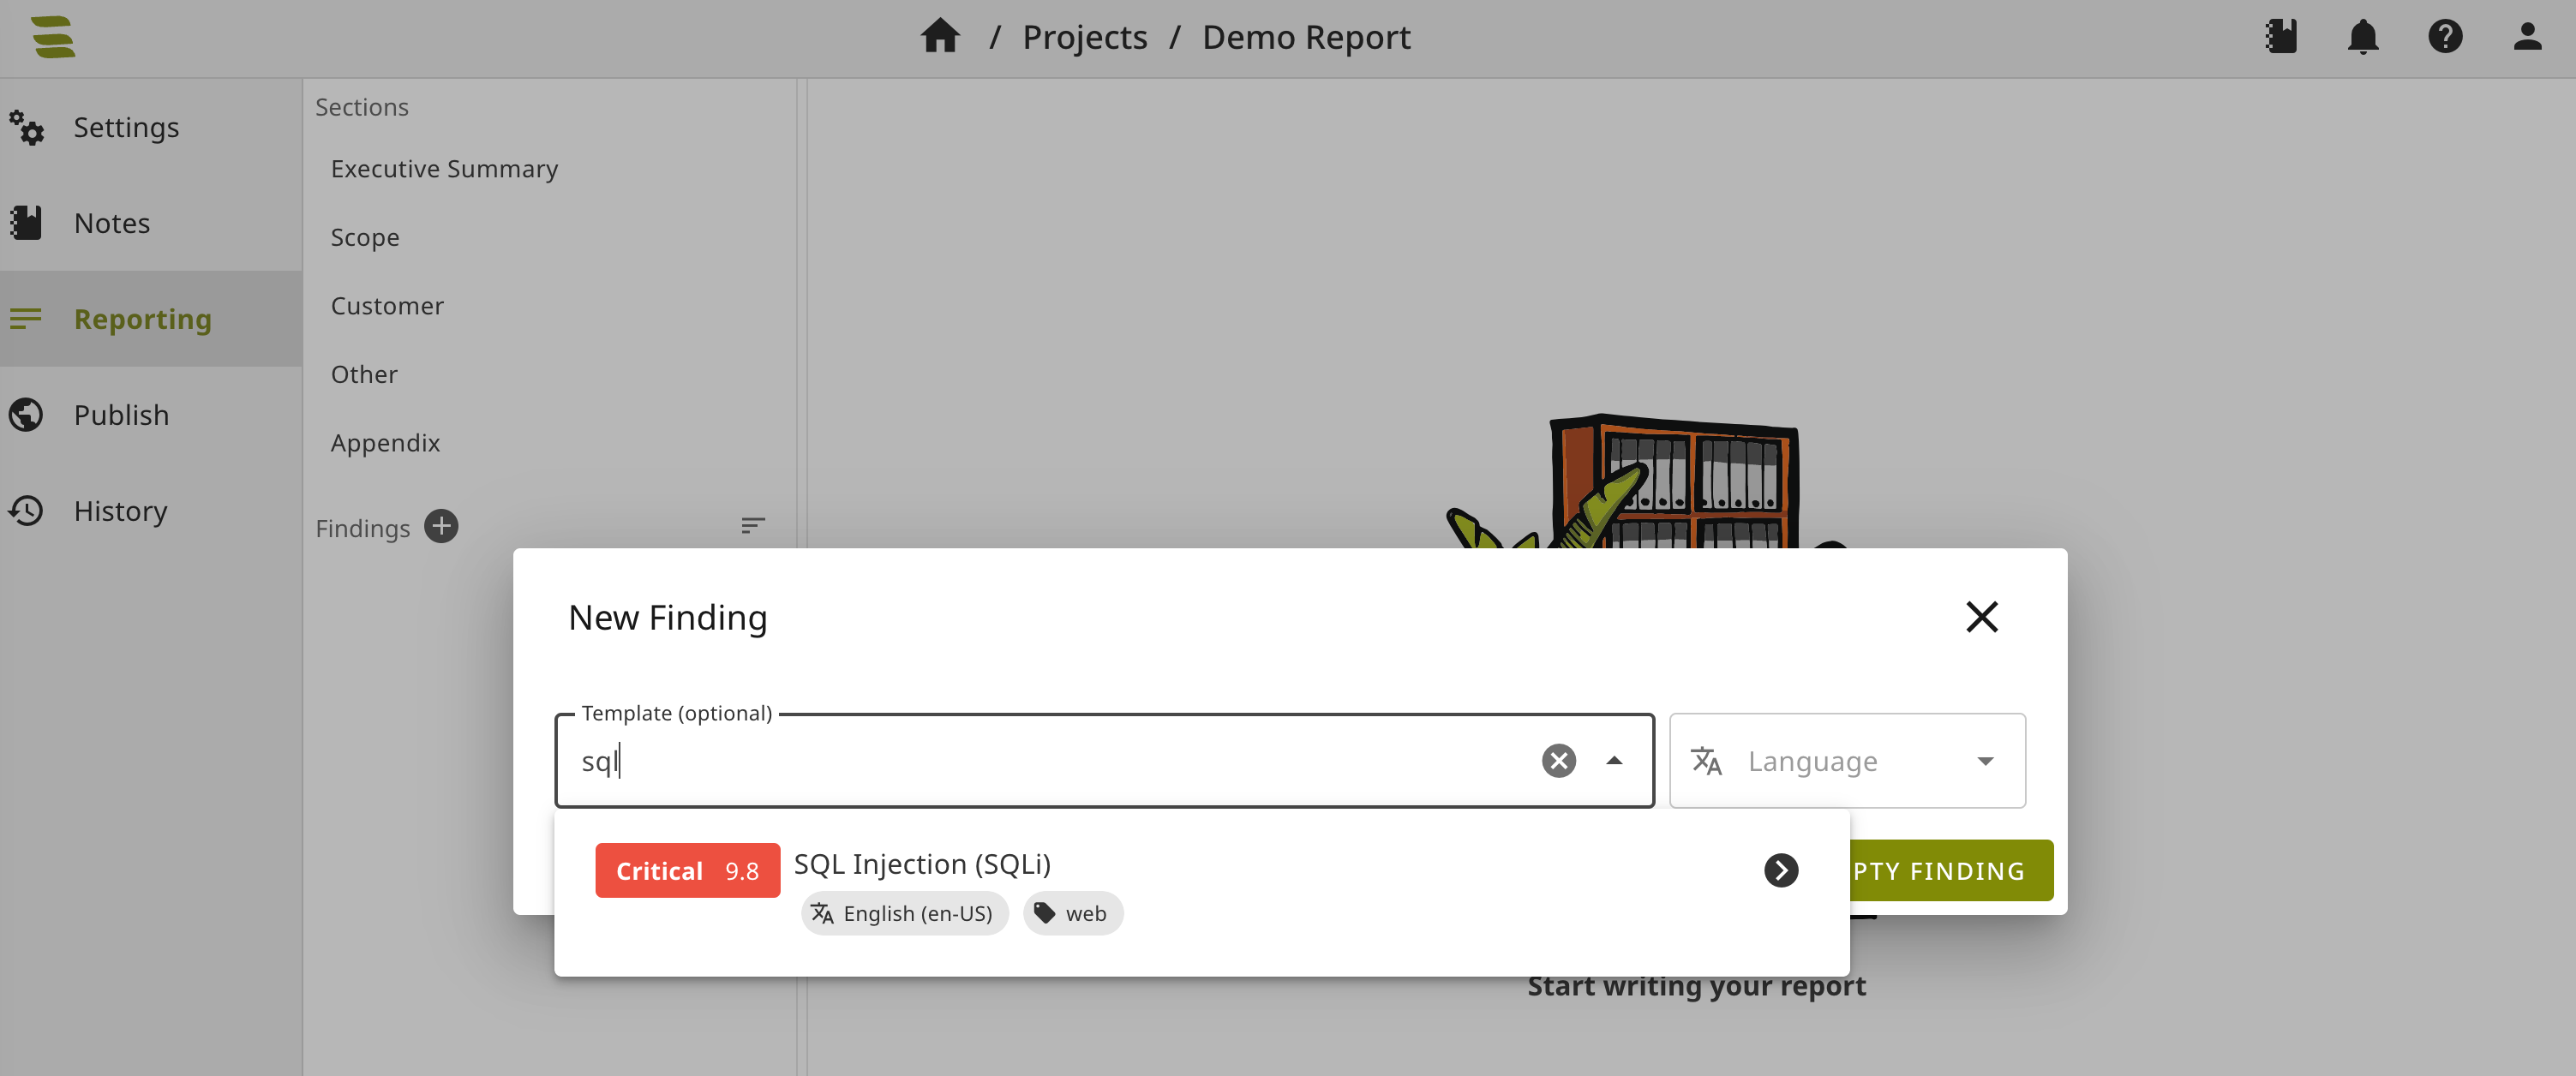 / Projects / Demo Report
Settings
Notes
Reporting
Publish
History
Sections
Executive Summary
Scope
Customer
Other
Appendix
Findings
New Finding
Template (optional)
sql
Language
Critical 9.8
SQL Injection (SQLi)
English (en-US)
web
PTY FINDING
Start writing your report